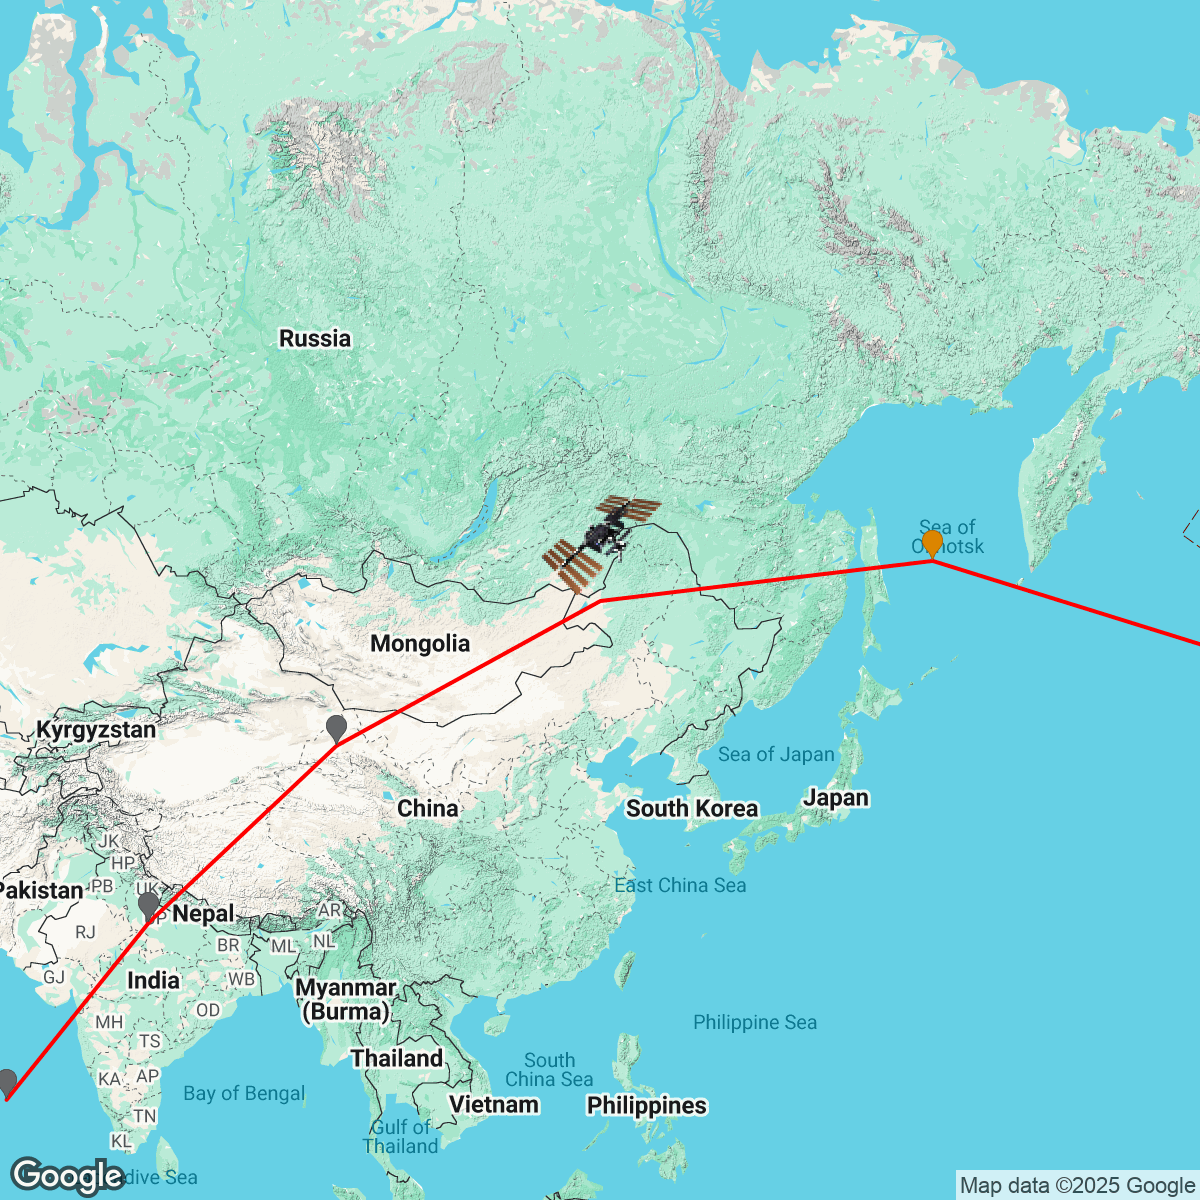 Russia
Sea of
Okhotsk
Mongolia
Kyrgyzstan
Sea of Japan
Japan
South Korea
China
JK
HP
PB
UK
Pakistan
East China Sea
UP
Nepal
AR
RJ
BR
ML
NL
GJ
India
WB
Myanmar
(Burma)
OD
MH
Philippine Sea
TS
Thailand
South
China Sea
KA
AP
Bay of Bengal
Vietnam
Philippines
TN
Gulf of
Thailand
KL
Google
dive Sea
Map data ©2025 Google